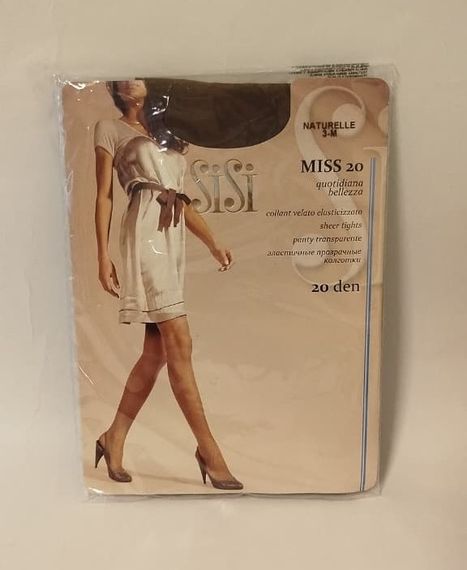 NATURELLE
3-M
SiSi
MISS 20
quotidiana
bellezza
collant velato elasticizzato
sheer tights
panty transparente
эластичные прозрачные
колготки
20 den